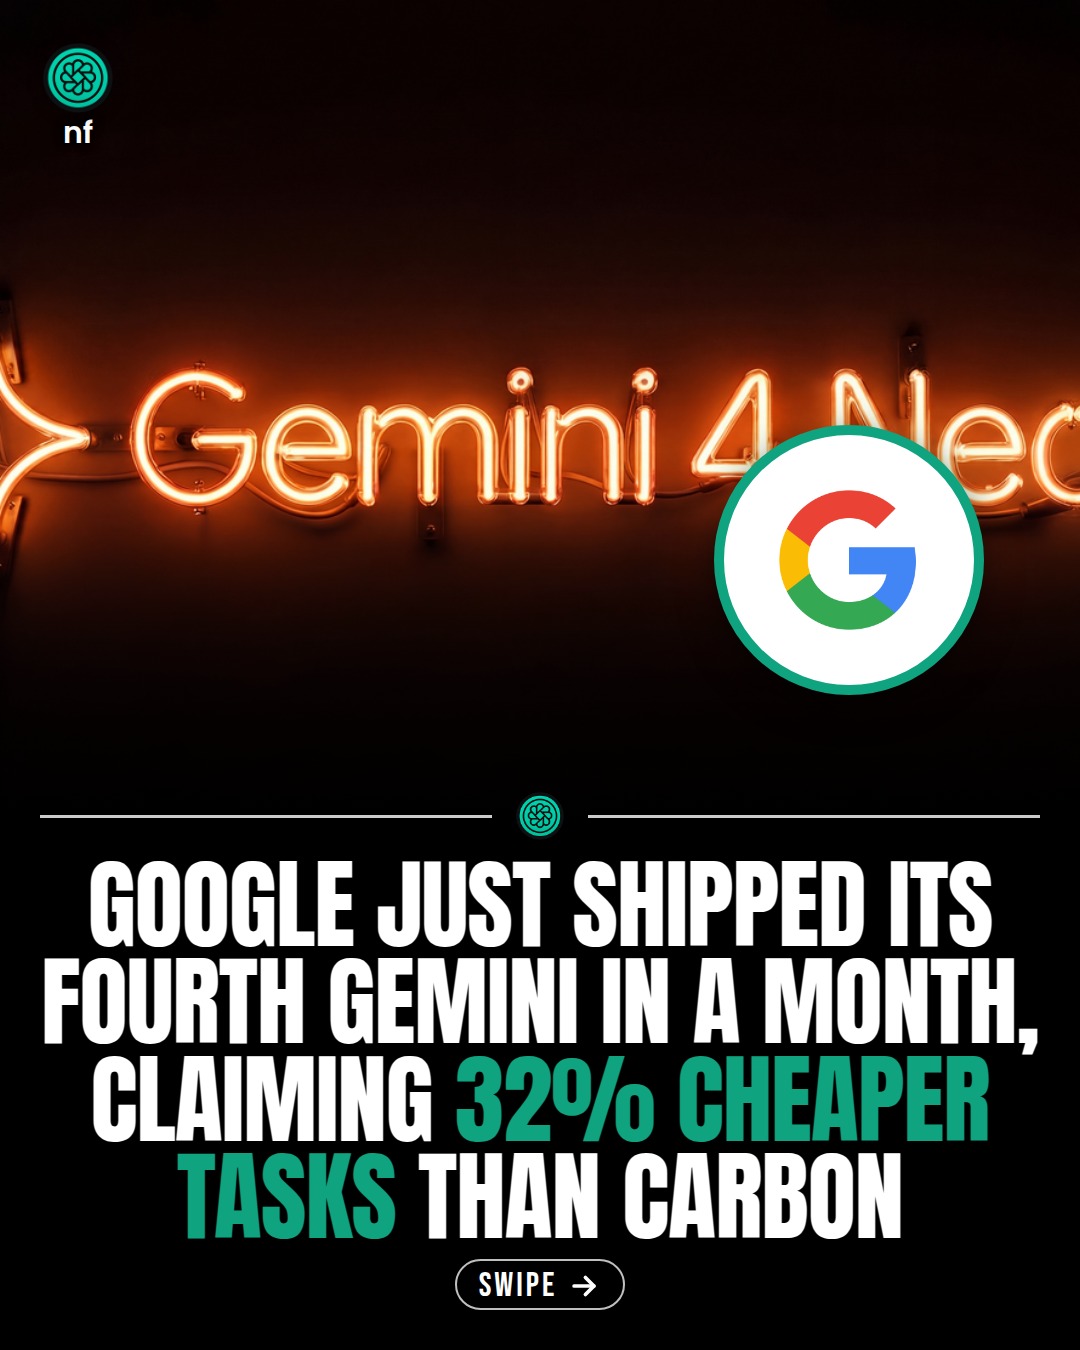 nf
Gemini 4
GOOGLE JUST SHIPPED ITS
FOURTH GEMINI IN A MONTH,
CLAIMING 32% CHEAPER
TASKS THAN CARBON
SWIPE →